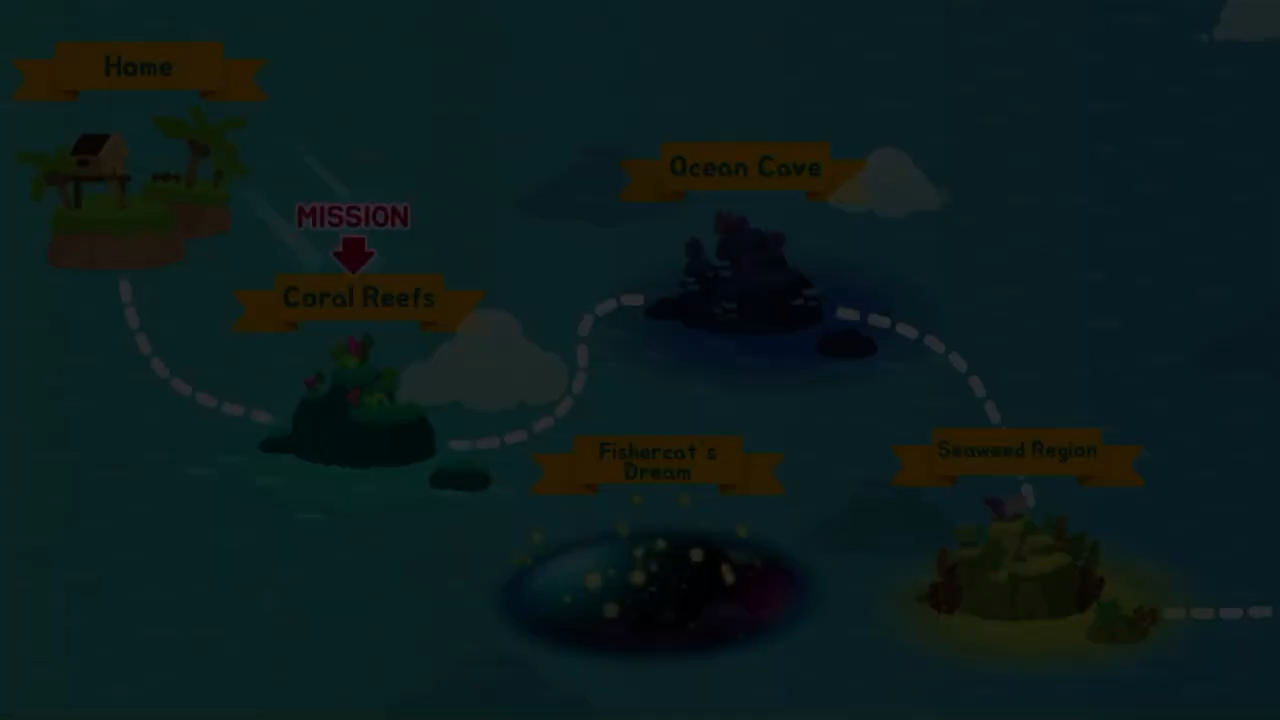 Home
Ocean Cave
MISSION
Coral Reefs
Fishercat's
Dream
Seaweed Region